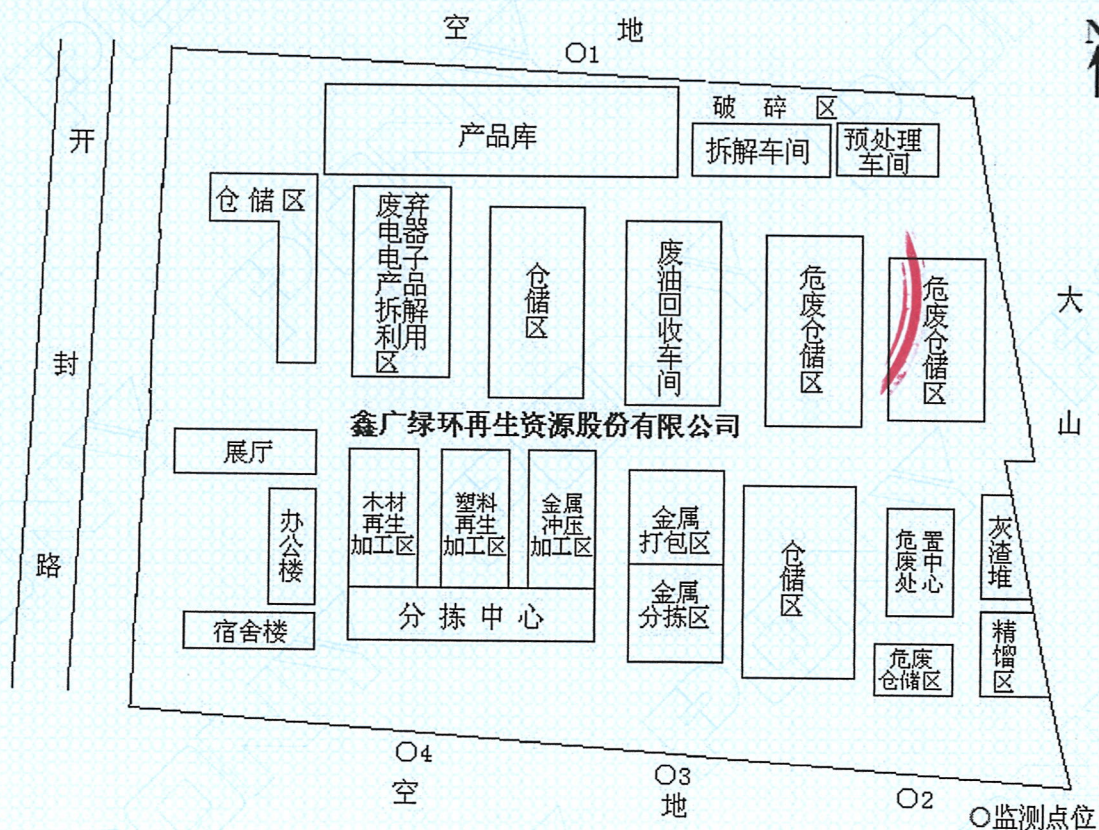 空 地
○1
开封路
大山
破碎区
产品库
拆解车间
预处理
车间
仓储区
废弃
电器
电子
产品
拆解
利用
区
仓储区
废油回收车间
危废仓储区
危废仓储区
鑫广绿环再生资源股份有限公司
展厅
办公楼
宿舍楼
木材
再生
加工区
塑料
再生
加工区
金属
冲压
加工区
分拣中心
金属
打包区
金属
分拣区
仓储区
危废处
置中心
危废
仓储区
灰渣堆
精馏区
○4
○3
○2
空 地
○监测点位